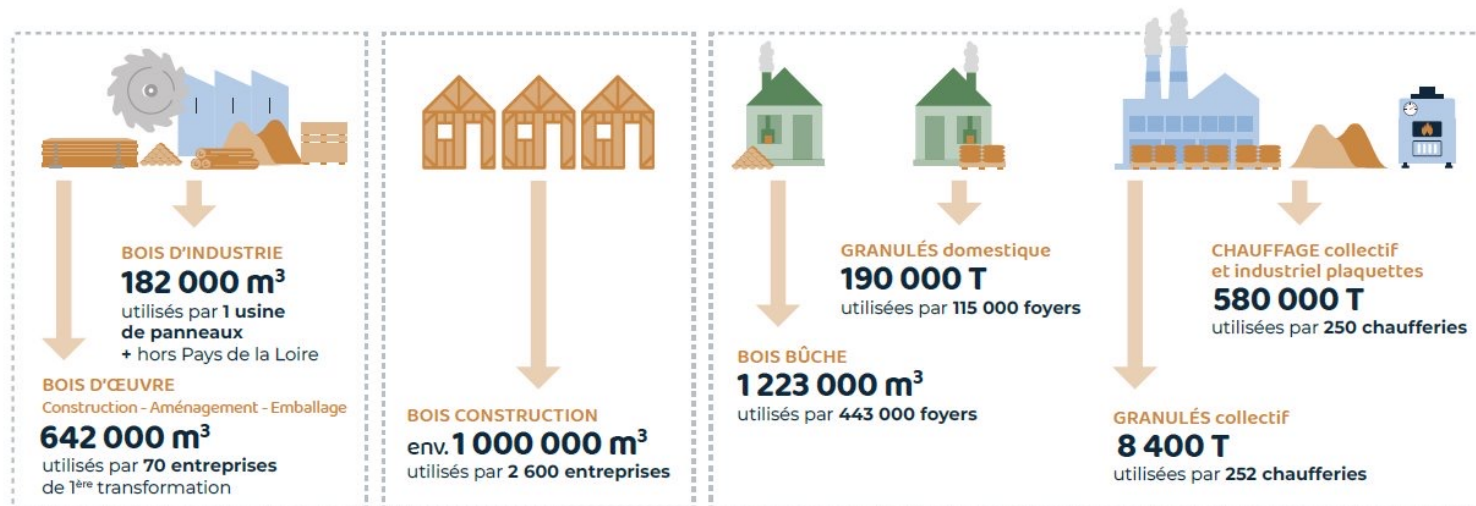 BOIS D'INDUSTRIE
182 000 m³
utilisés par 1 usine
de panneaux
+ hors Pays de la Loire
BOIS D'ŒUVRE
Construction - Aménagement - Emballage
642 000 m³
utilisés par 70 entreprises
de 1ère transformation
BOIS CONSTRUCTION
env. 1 000 000 m³
utilisés par 2 600 entreprises
GRANULÉS domestique
190 000 T
utilisées par 115 000 foyers
BOIS BÛCHE
1 223 000 m³
utilisés par 443 000 foyers
CHAUFFAGE collectif
et industriel plaquettes
580 000 T
utilisées par 250 chaufferies
GRANULÉS collectif
8 400 T
utilisées par 252 chaufferies